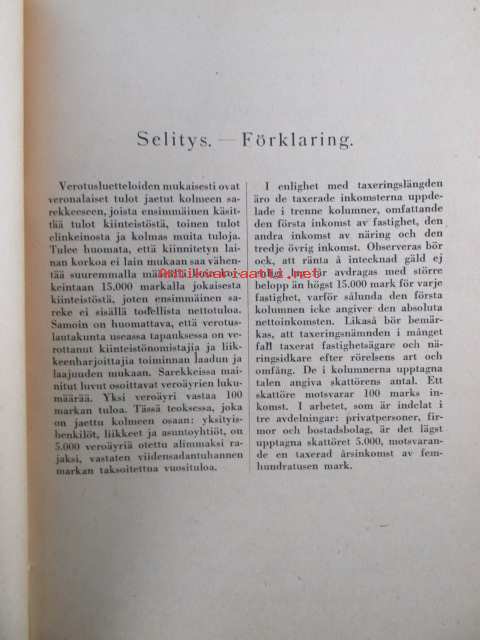 Selitys. — Förklaring.
Verotusluetteloiden mukaisesti ovat
veronalaiset tulot jaetut kolmeen sa-
rekkeeseen, joista ensimmäinen käsit-
tää tulot kiinteistöstä, toinen tulot
elinkeinosta ja kolmas muita tuloja.
Tulee huomata, että kiinnitetyn lai-
nan korkoa ei lain mukaan saa vähen-
tää suuremmalla määrällä kuin kor-
keintaan 15.000 markalla jokaisesta
kiinteistöstä, joten ensimmäinen sa-
reke ei sisällä todellista nettotuloa.
Samoin on huomattava, että verotus-
lautakunta useassa tapauksessa on ve-
rottanut kiinteistönomistajia ja liik-
keenharjoittajia toiminnan laadun ja
laajuuden mukaan. Sarekkeissa mai-
nitut luvut osoittavat veroäyrien luku-
määrää. Yksi veroäyri vastaa 100
markan tuloa. Tässä teoksessa, joka
on jaettu kolmeen osaan: yksityis-
henkilöt, liikkeet ja asuntoyhtiöt, on
5.000 veroäyriä otettu alimmaksi ra-
jaksi, vastaten viidensadantuhannen
markan taksoitettua vuosituloa.
I enlighet med taxeringslängden
äro de taxerade inkomsterna uppde-
lade i trenne kolumner, omfattande
den första inkomst av fastighet, den
andra inkomst av näring och den
tredje övrig inkomst. Observeras bör
ock, att ränta å intecknad gäld ej
enligt lag får avdragas med större
belopp än högst 15.000 mark för varje
fastighet, varför sålunda den första
kolumnen icke angiver den absoluta
nettoinkomsten. Likaså bör bemär-
kas, att taxeringsnämnden i månget
fall taxerat fastighetsägare och nä-
ringsidkare efter rörelsens art och
omfång. De i kolumnerna upptagna
talen angiva skattörens antal. Ett
skattöre motsvarar 100 marks in-
komst. I arbetet, som är indelat i
tre avdelningar: privatpersoner, fir-
mor och bostadsbolag, är det lägst
upptagna skattöret 5.000, motsvaran-
de en taxerad årsinkomst av fem-
hundratusen mark.
antikvariaatti.net